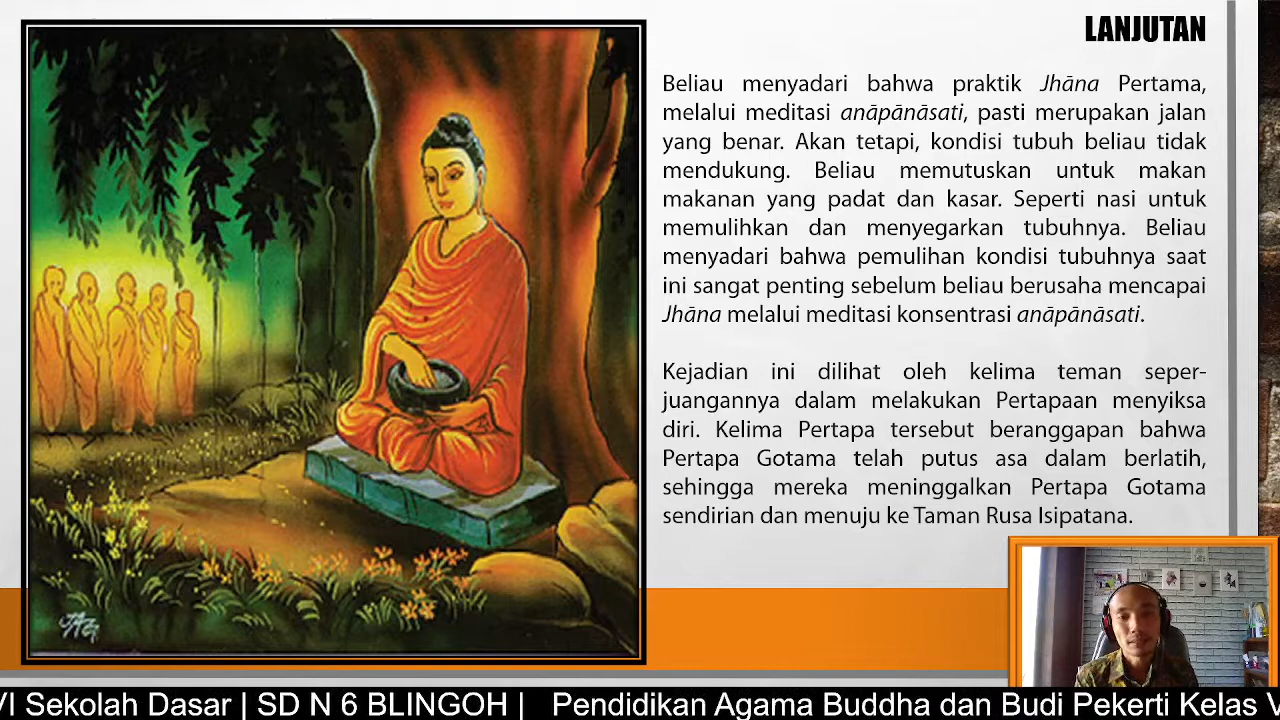 LANJUTAN
Beliau menyadari bahwa praktik Jhāna Pertama,
melalui meditasi anāpānāsati, pasti merupakan jalan
yang benar. Akan tetapi, kondisi tubuh beliau tidak
mendukung. Beliau memutuskan untuk makan
makanan yang padat dan kasar. Seperti nasi untuk
memulihkan dan menyegarkan tubuhnya. Beliau
menyadari bahwa pemulihan kondisi tubuhnya saat
ini sangat penting sebelum beliau berusaha mencapai
Jhāna melalui meditasi konsentrasi anāpānāsati.
Kejadian ini dilihat oleh kelima teman seper-
juangannya dalam melakukan Pertapaan menyiksa
diri. Kelima Pertapa tersebut beranggapan bahwa
Pertapa Gotama telah putus asa dalam berlatih,
sehingga mereka meninggalkan Pertapa Gotama
sendirian dan menuju ke Taman Rusa Isipatana.
VI Sekolah Dasar | SD N 6 BLINGOH | Pendidikan Agama Buddha dan Budi Pekerti Kelas V